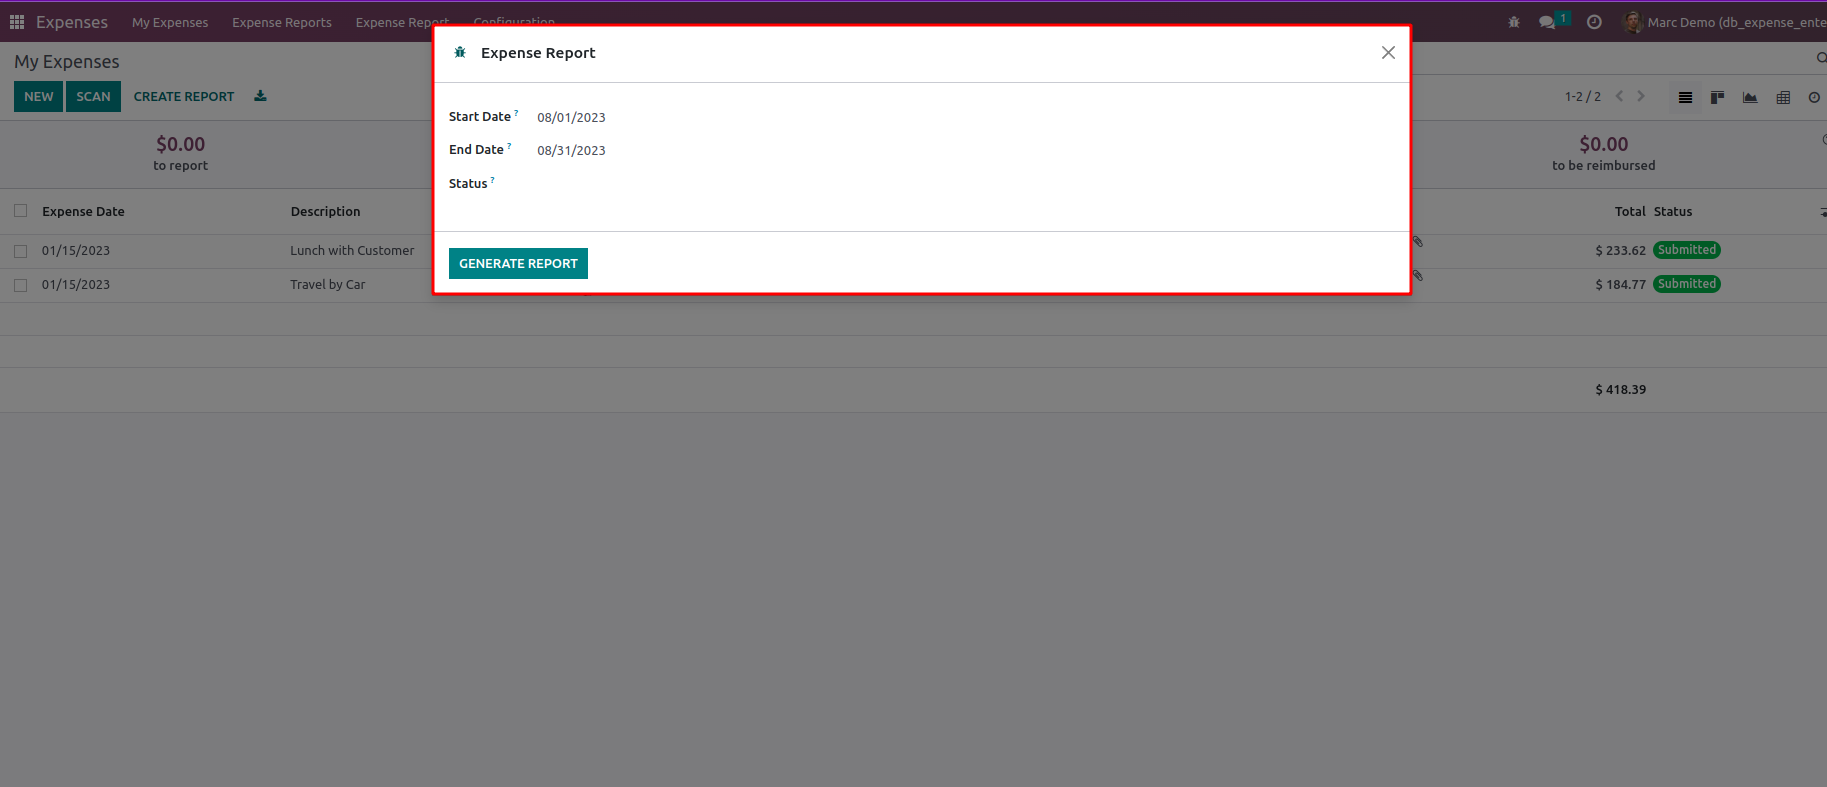 Expenses My Expenses Expense Reports Expense Report Configuration 1 Marc Demo (db_expense_ente
Expense Report
My Expenses
NEW SCAN CREATE REPORT 1-2 / 2
Start Date ? 08/01/2023
End Date ? 08/31/2023
Status ?
$0.00 $0.00
to report to be reimbursed
Expense Date Description Total Status
01/15/2023 Lunch with Customer $ 233.62 Submitted
GENERATE REPORT
01/15/2023 Travel by Car $ 184.77 Submitted
$ 418.39